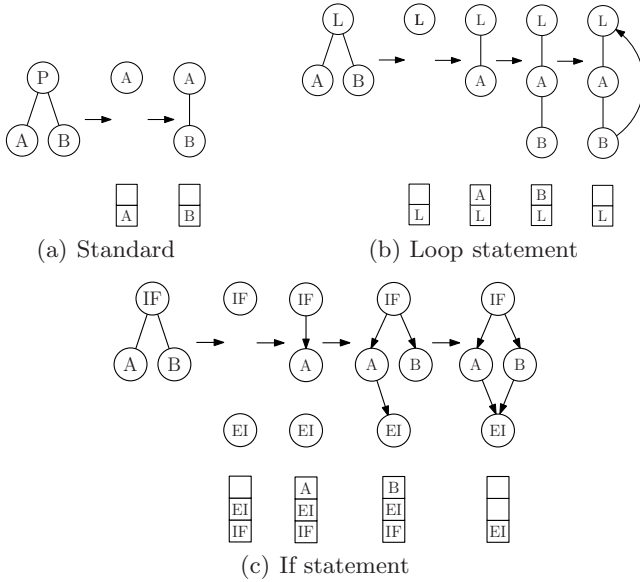 P A A
A B B
A B
(a) Standard
L L L L L
A B A A A
B B
L A L B L L
(b) Loop statement
IF IF IF IF IF
A B A A B A B
EI EI EI EI
A B
EI EI EI
IF IF IF EI
(c) If statement